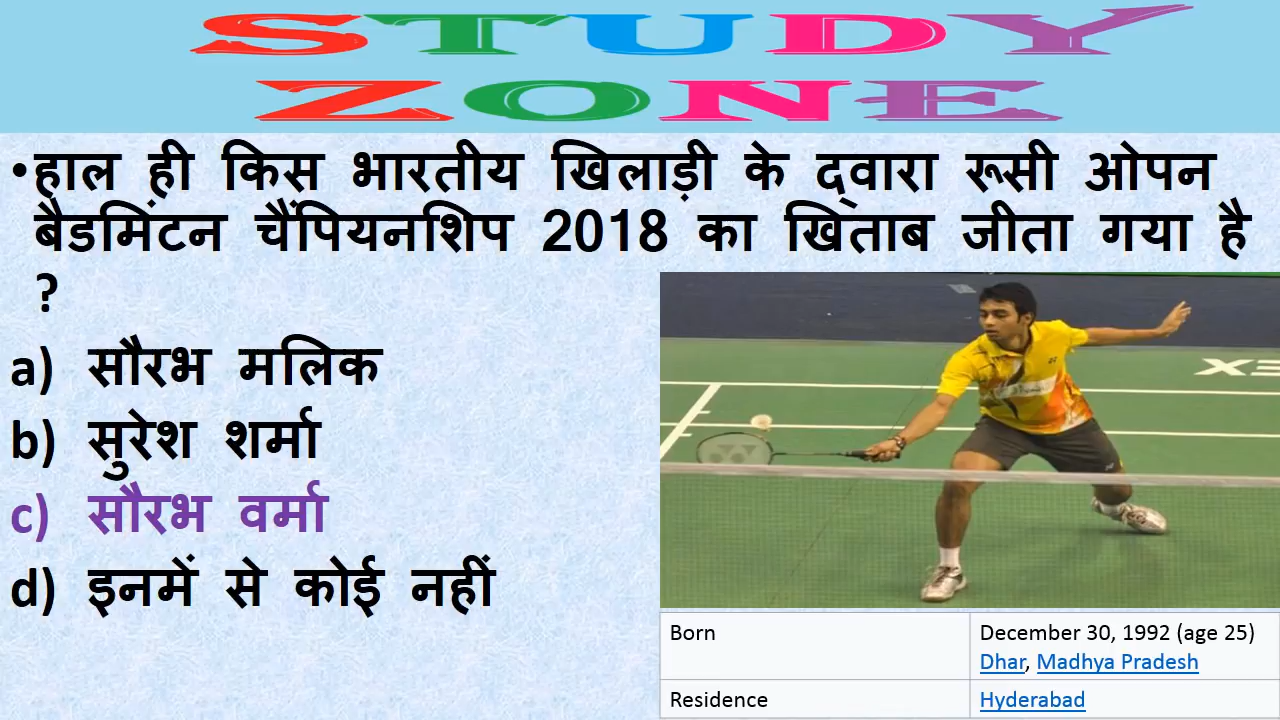 STUDY
ZONE
•हाल ही किस भारतीय खिलाड़ी के द्वारा रूसी ओपन
बैडमिंटन चैंपियनशिप 2018 का खिताब जीता गया है
?
a) सौरभ मलिक
b) सुरेश शर्मा
c) सौरभ वर्मा
d) इनमें से कोई नहीं
Born December 30, 1992 (age 25)
Dhar, Madhya Pradesh
Residence Hyderabad